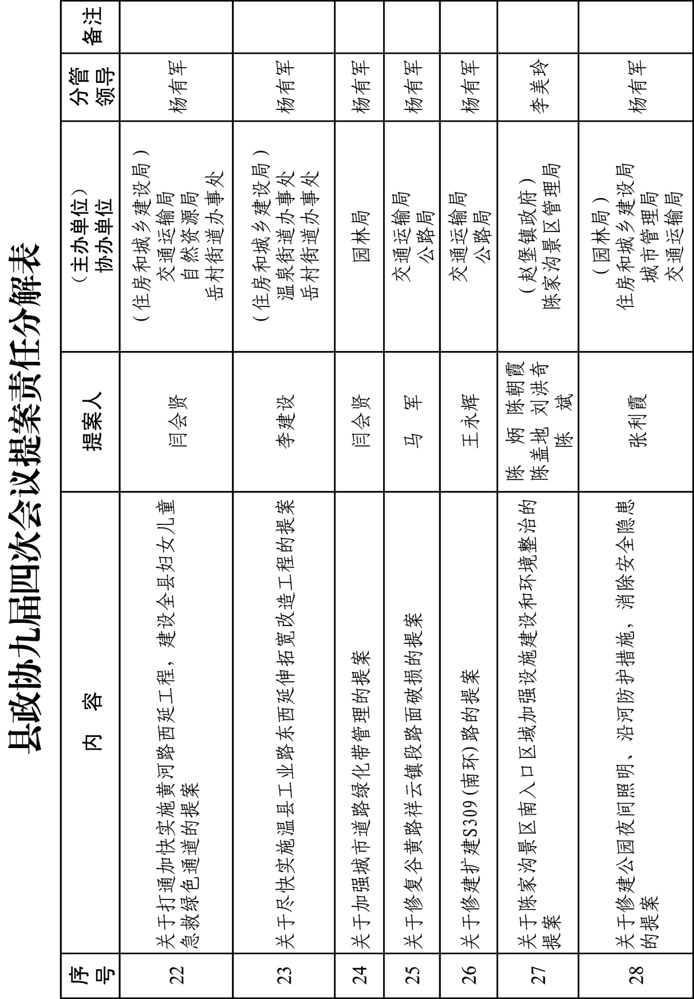 县政协九届四次会议提案责任分解表
序
号
内　容
提案人
（主办单位）
协办单位
分管
领导
备注
22
关于打通加快实施黄河路西延工程，建设全县妇女儿童
急救绿色通道的提案
闫会贤
（住房和城乡建设局）
交通运输局
自然资源局
岳村街道办事处
杨有军
23
关于尽快实施温县工业路东西延伸拓宽改造工程的提案
李建设
（住房和城乡建设局）
温泉街道办事处
岳村街道办事处
杨有军
24
关于加强城市道路绿化带管理的提案
闫会贤
园林局
杨有军
25
关于修复谷黄路祥云镇段路面破损的提案
马　军
交通运输局
公路局
杨有军
26
关于修建扩建S309(南环)路的提案
王永辉
交通运输局
公路局
杨有军
27
关于陈家沟景区南入口区域加强设施建设和环境整治的
提案
陈　炳 陈朝霞
陈盖地 刘洪奇
陈　斌
（赵堡镇政府）
陈家沟景区管理局
李美玲
28
关于修建公园夜间照明、沿河防护措施，消除安全隐患
的提案
张利霞
（园林局）
住房和城乡建设局
城市管理局
交通运输局
杨有军